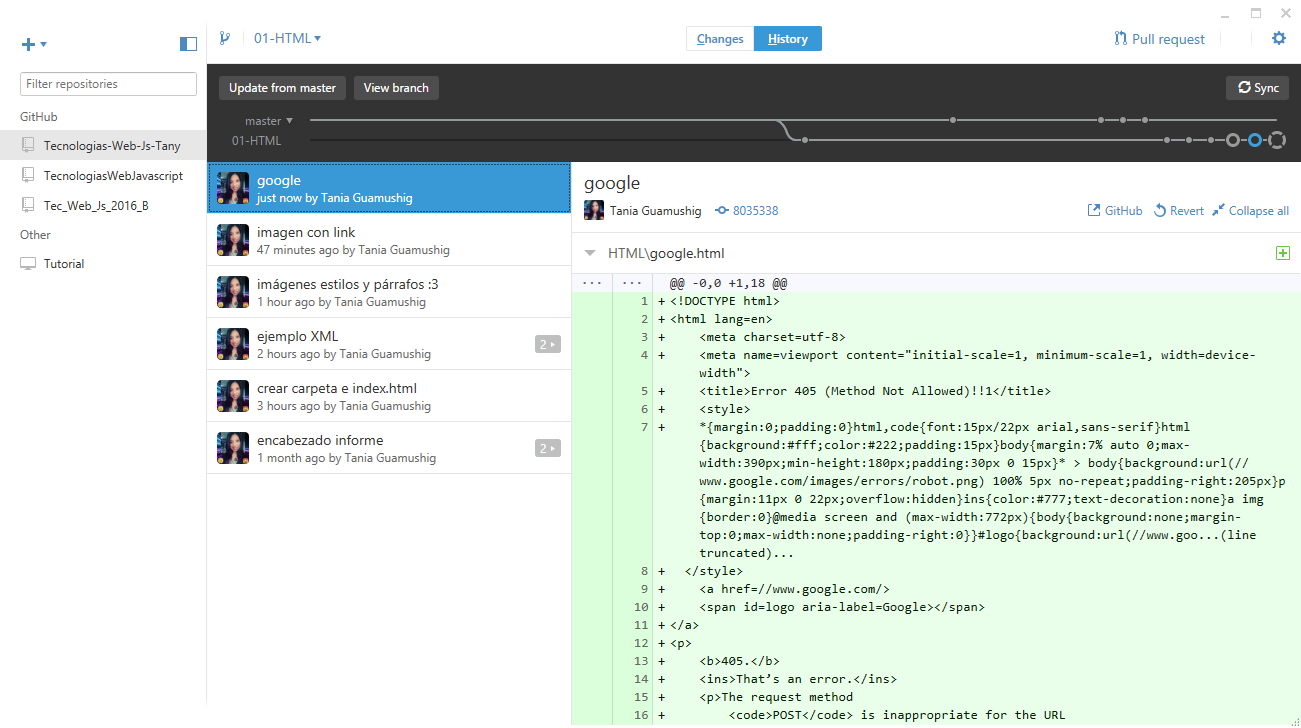 01-HTML
Changes
History
Pull request
Filter repositories
GitHub
Tecnologias-Web-Js-Tany
TecnologiasWebJavascript
Tec_Web_Js_2016_B
Other
Tutorial
Update from master
View branch
Sync
master
01-HTML
google
just now by Tania Guamushig
imagen con link
47 minutes ago by Tania Guamushig
imágenes estilos y párrafos :3
1 hour ago by Tania Guamushig
ejemplo XML
2 hours ago by Tania Guamushig
2
crear carpeta e index.html
3 hours ago by Tania Guamushig
encabezado informe
1 month ago by Tania Guamushig
2
google
Tania Guamushig
8035338
GitHub
Revert
Collapse all
HTML\google.html
... ... @@ -0,0 +1,18 @@
1 +<!DOCTYPE html>
2 +<html lang=en>
3 + <meta charset=utf-8>
4 + <meta name=viewport content="initial-scale=1, minimum-scale=1, width=device-
width">
5 + <title>Error 405 (Method Not Allowed)!!1</title>
6 + <style>
7 + *{margin:0;padding:0}html,code{font:15px/22px arial,sans-serif}html
{background:#fff;color:#222;padding:15px}body{margin:7% auto 0;max-
width:390px;min-height:180px;padding:30px 0 15px}* > body{background:url(//
www.google.com/images/errors/robot.png) 100% 5px no-repeat;padding-right:205px}p
{margin:11px 0 22px;overflow:hidden}ins{color:#777;text-decoration:none}a img
{border:0}@media screen and (max-width:772px){body{background:none;margin-
top:0;max-width:none;padding-right:0}}#logo{background:url(//www.goo...(line
truncated)...
8 + </style>
9 + <a href=//www.google.com/>
10 + <span id=logo aria-label=Google></span>
11 +</a>
12 +<p>
13 + <b>405.</b>
14 + <ins>That’s an error.</ins>
15 + <p>The request method
16 + <code>POST</code> is inappropriate for the URL